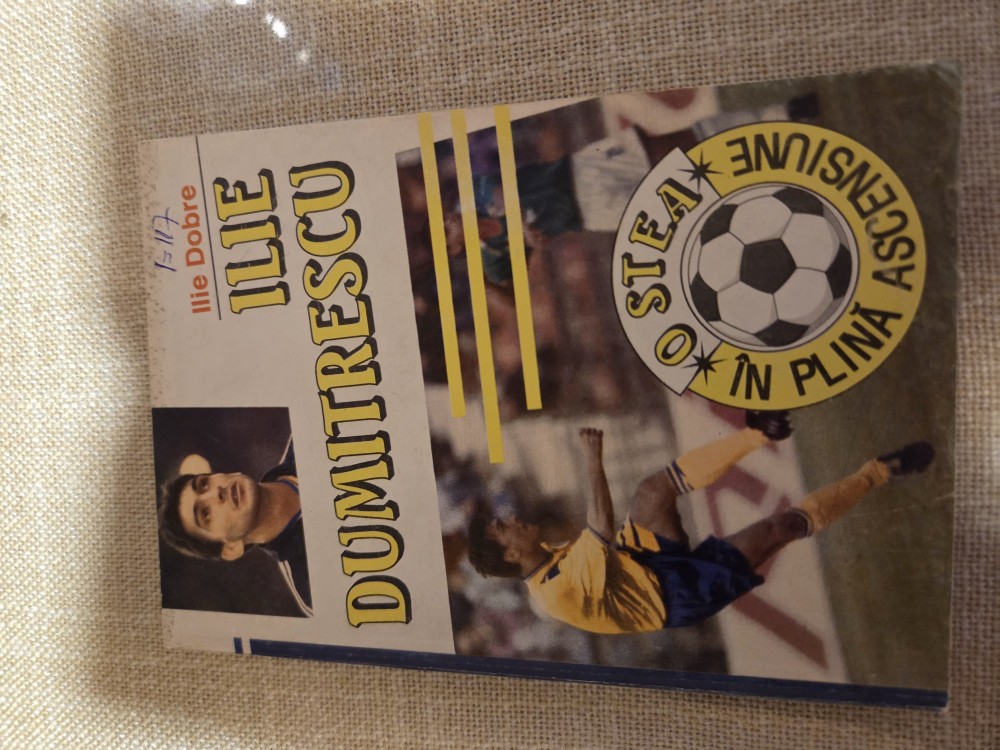 Ilie Dobre
ILIE
DUMITRESCU
O STEA
ÎN PLINĂ ASCENSIUNE